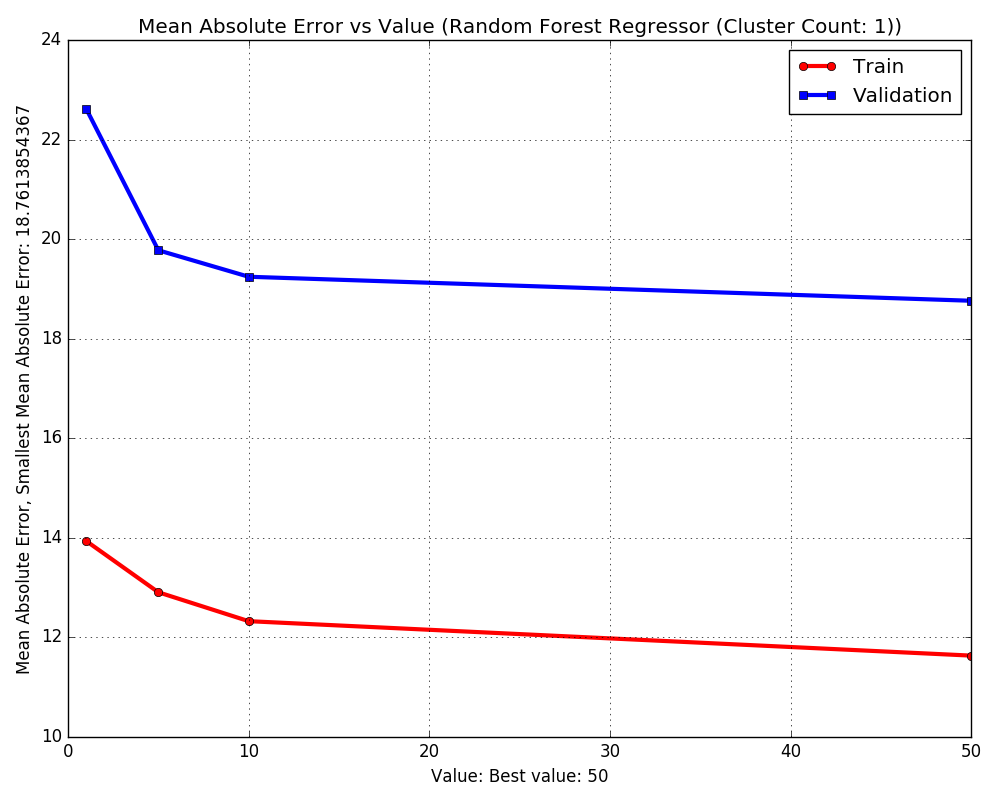 Mean Absolute Error vs Value (Random Forest Regressor (Cluster Count: 1))
Train
Validation
Mean Absolute Error, Smallest Mean Absolute Error: 18.7613854367
24
22
20
18
16
14
12
10
0 10 20 30 40 50
Value: Best value: 50